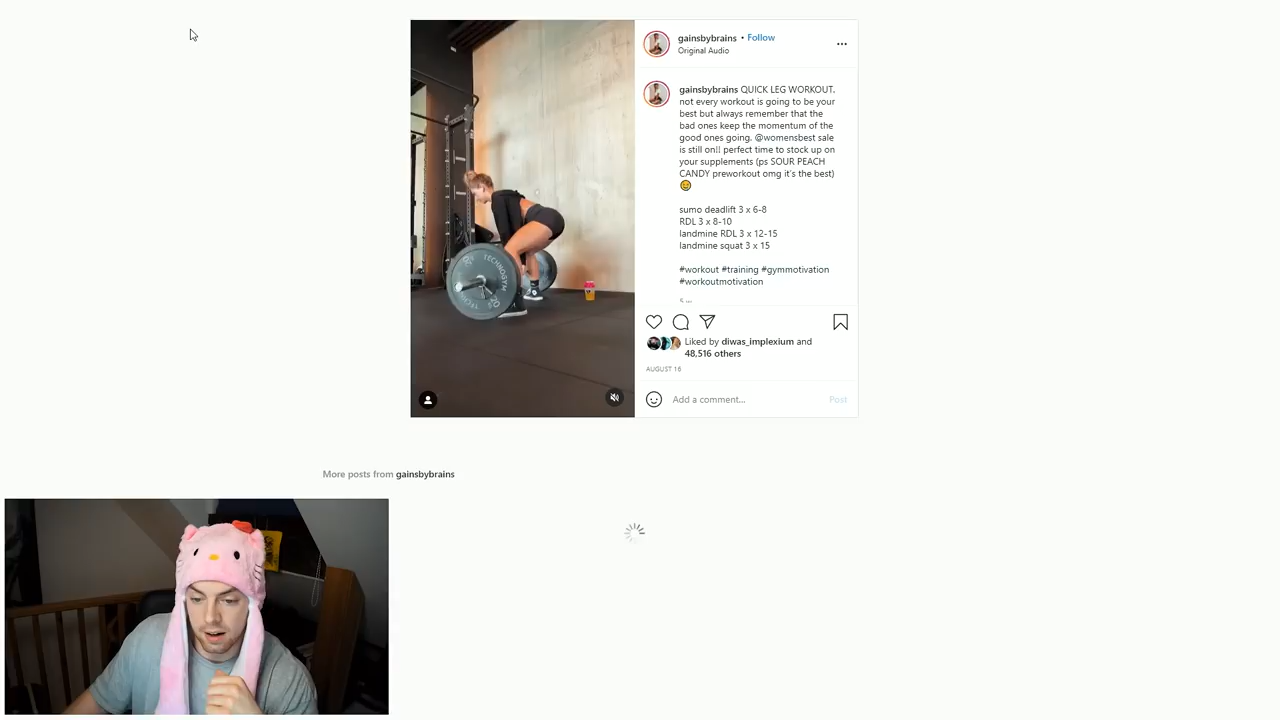 gainsbybrains • Follow
Original Audio
gainsbybrains QUICK LEG WORKOUT.
not every workout is going to be your
best but always remember that the
bad ones keep the momentum of the
good ones going. @womensbest sale
is still on!! perfect time to stock up on
your supplements (ps SOUR PEACH
CANDY preworkout omg it's the best)
sumo deadlift 3 x 6-8
RDL 3 x 8-10
landmine RDL 3 x 12-15
landmine squat 3 x 15
#workout #training #gymmotivation
#workoutmotivation
5 w
Liked by diwas_implexium and
48,516 others
AUGUST 16
Add a comment...
Post
More posts from gainsbybrains
TECHNOGYM